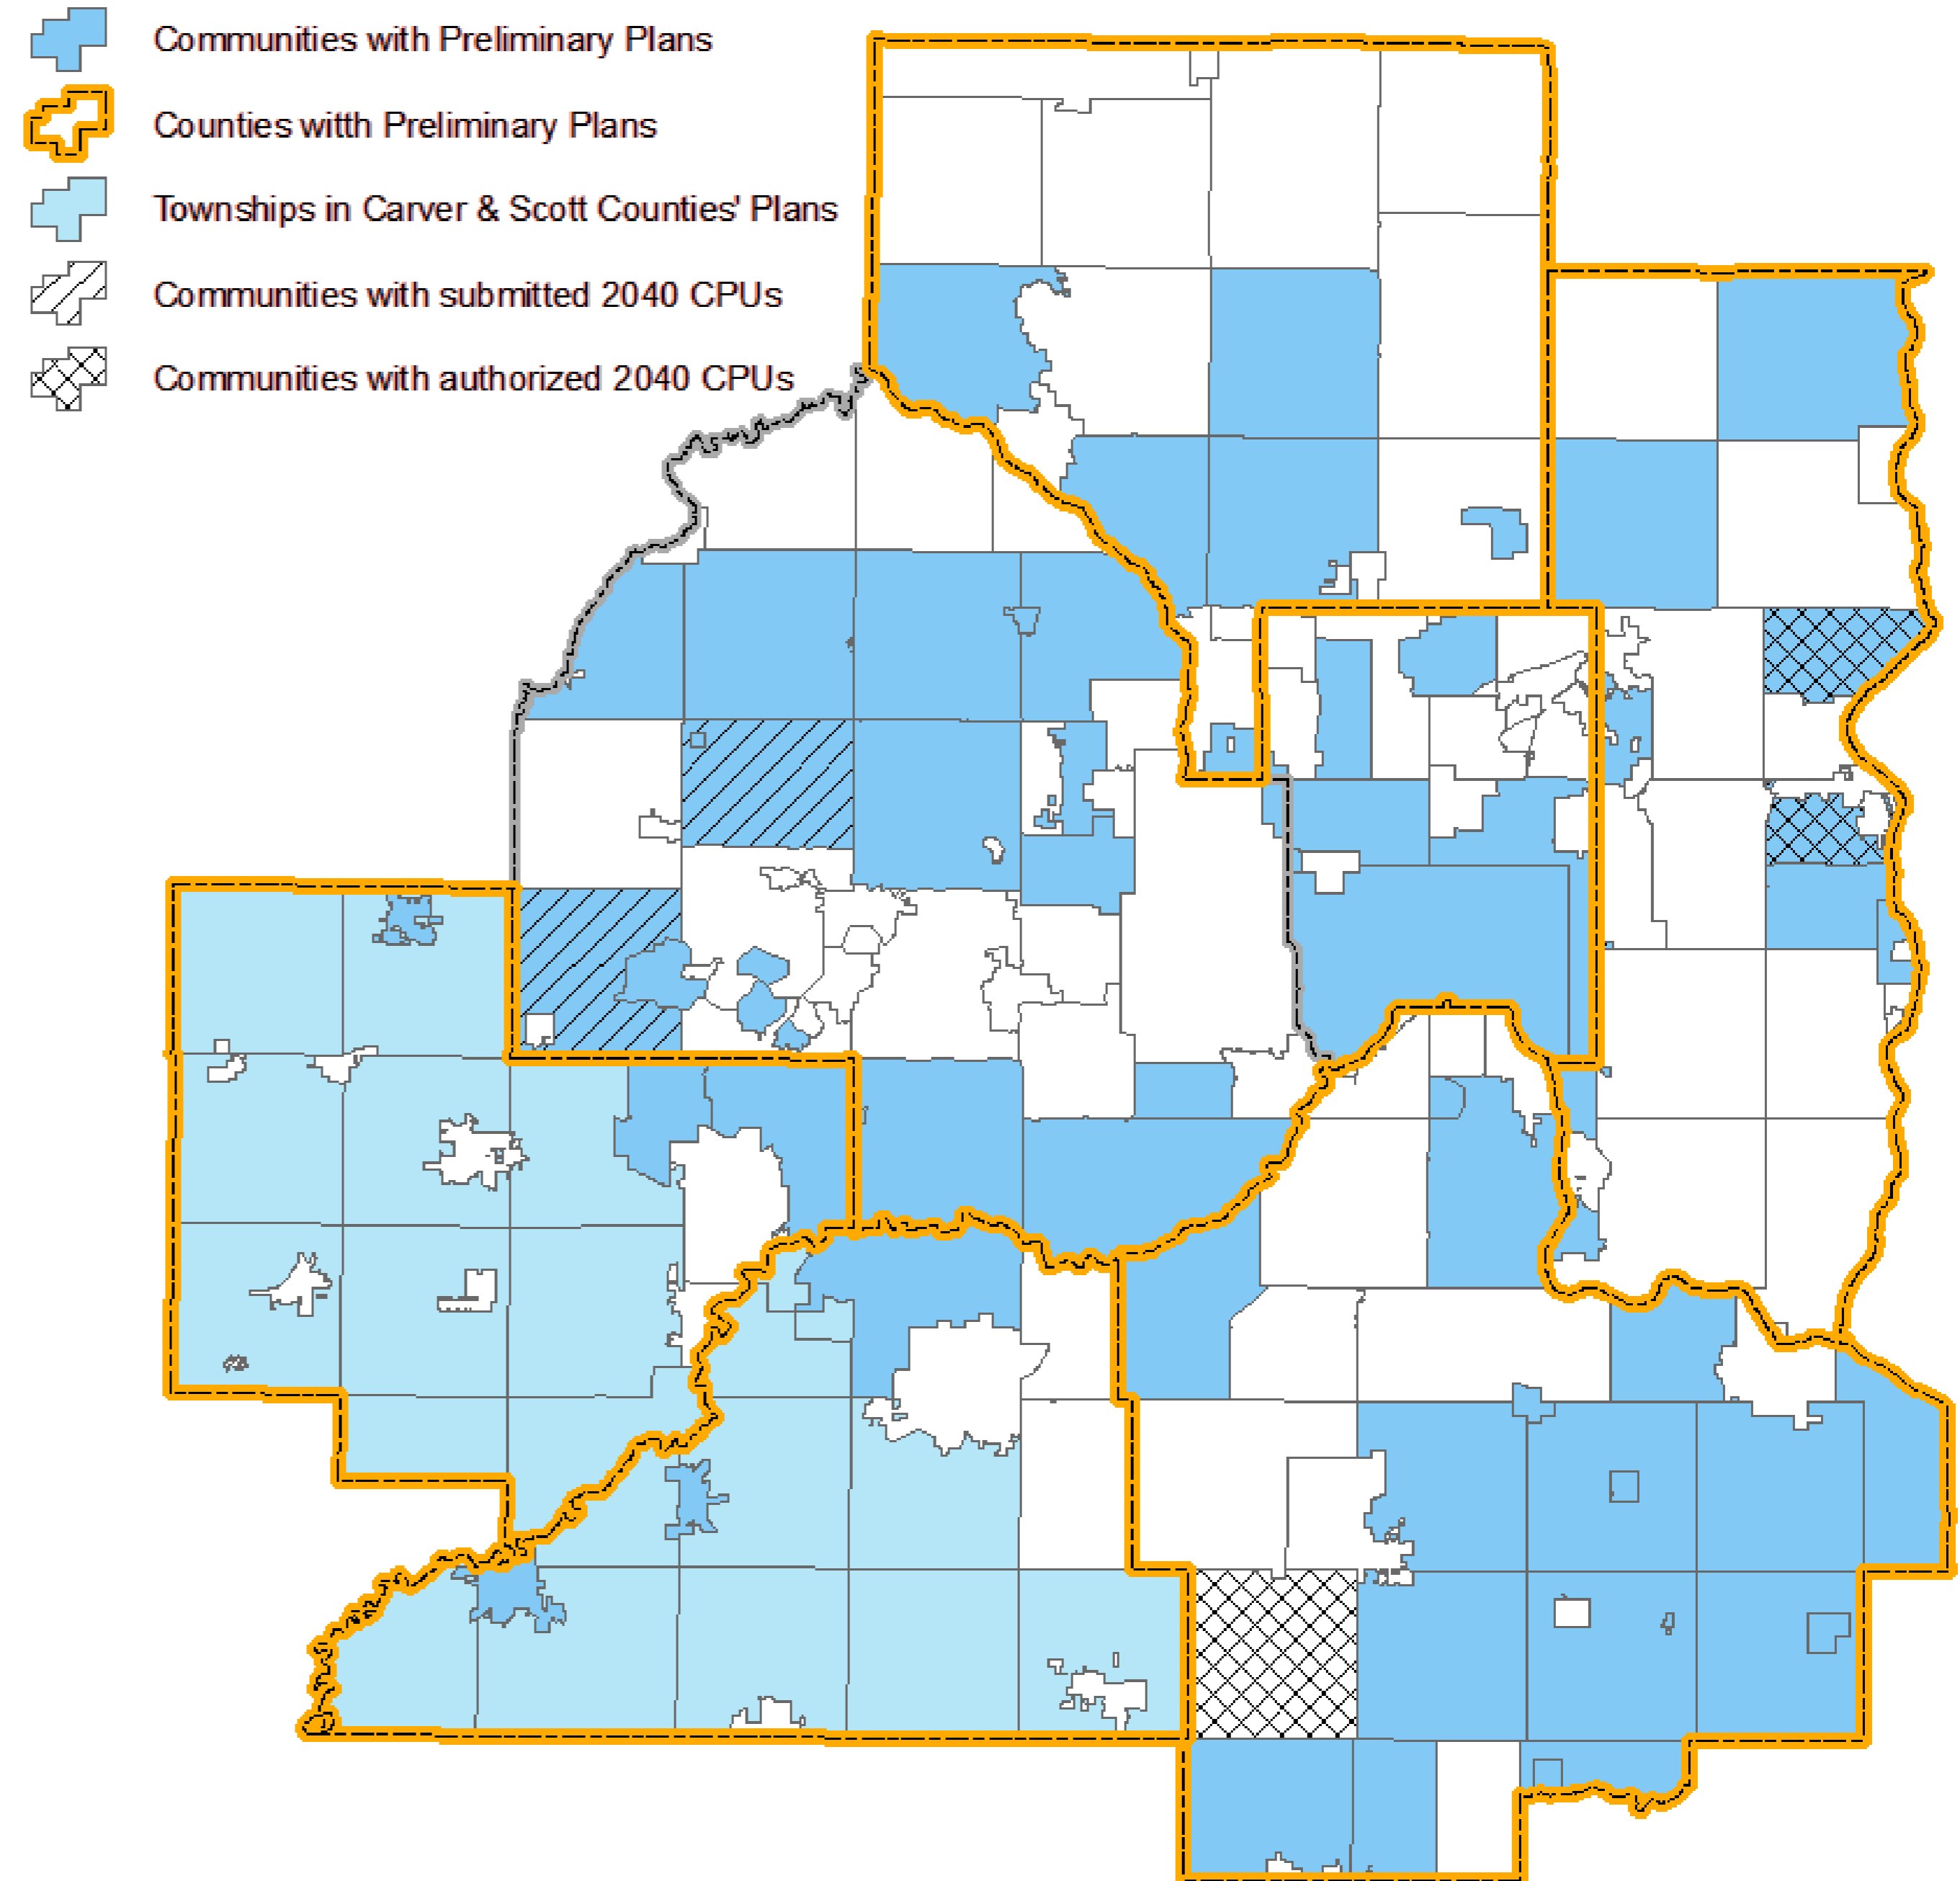 Communities with Preliminary Plans
Counties witth Preliminary Plans
Townships in Carver & Scott Counties' Plans
Communities with submitted 2040 CPUs
Communities with authorized 2040 CPUs